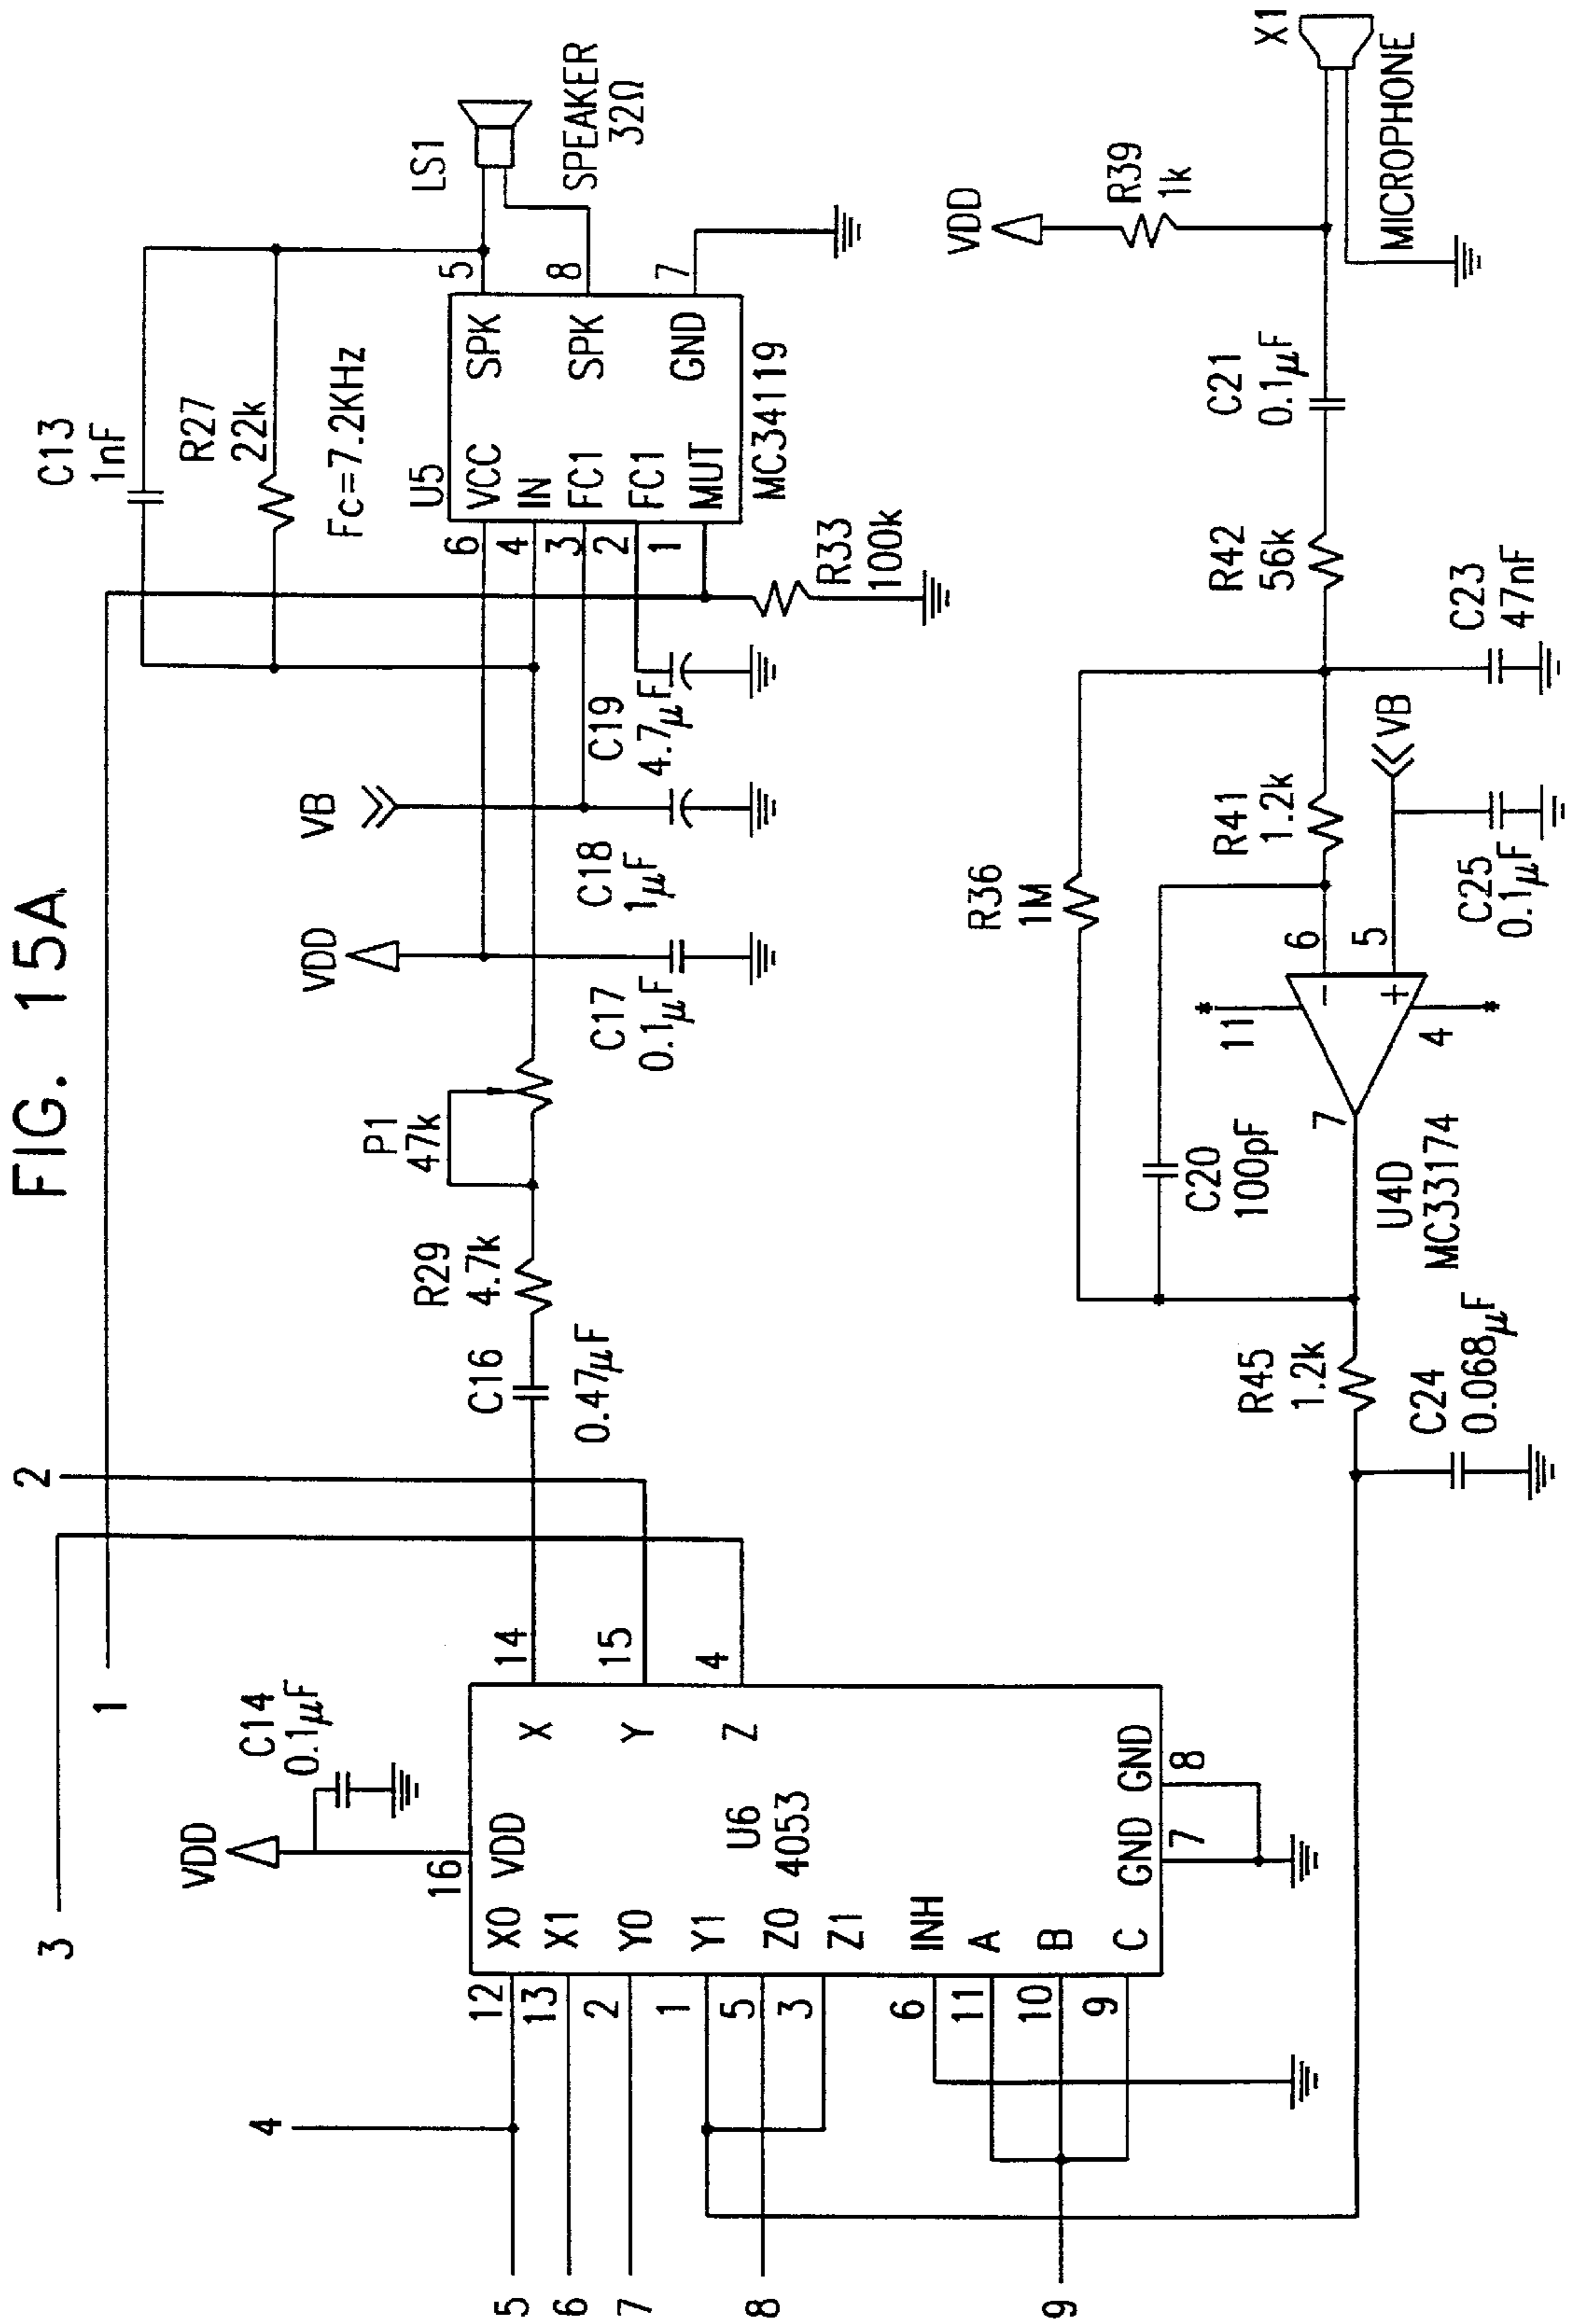 FIG. 15A
3
1
2
VDD
C14
0.1µF
16
VDD
12
X0
13
X1
2
Y0
1
Y1
5
Z0
3
Z1
6
INH
11
A
10
B
9
C
X
14
Y
15
Z
4
U6
4053
GND
7
GND
8
4
5
6
7
8
9
C16
0.47µF
R29
4.7k
P1
47k
VDD
C17
0.1µF
VB
C18
1µF
C19
4.7µF
C13
1nF
R27
22k
Fc=7.2KHz
U5
6
VCC
4
IN
3
FC1
2
FC1
1
MUT
SPK
5
SPK
8
GND
7
MC34119
R33
100k
LS1
SPEAKER
32Ω
VDD
R39
1k
X1
MICROPHONE
C21
0.1µF
R42
56k
C23
47nF
R36
1M
R41
1.2k
VB
C25
0.1µF
6
5
−
+
*
11
4
*
7
C20
100pF
U4D
MC33174
R45
1.2k
C24
0.068µF